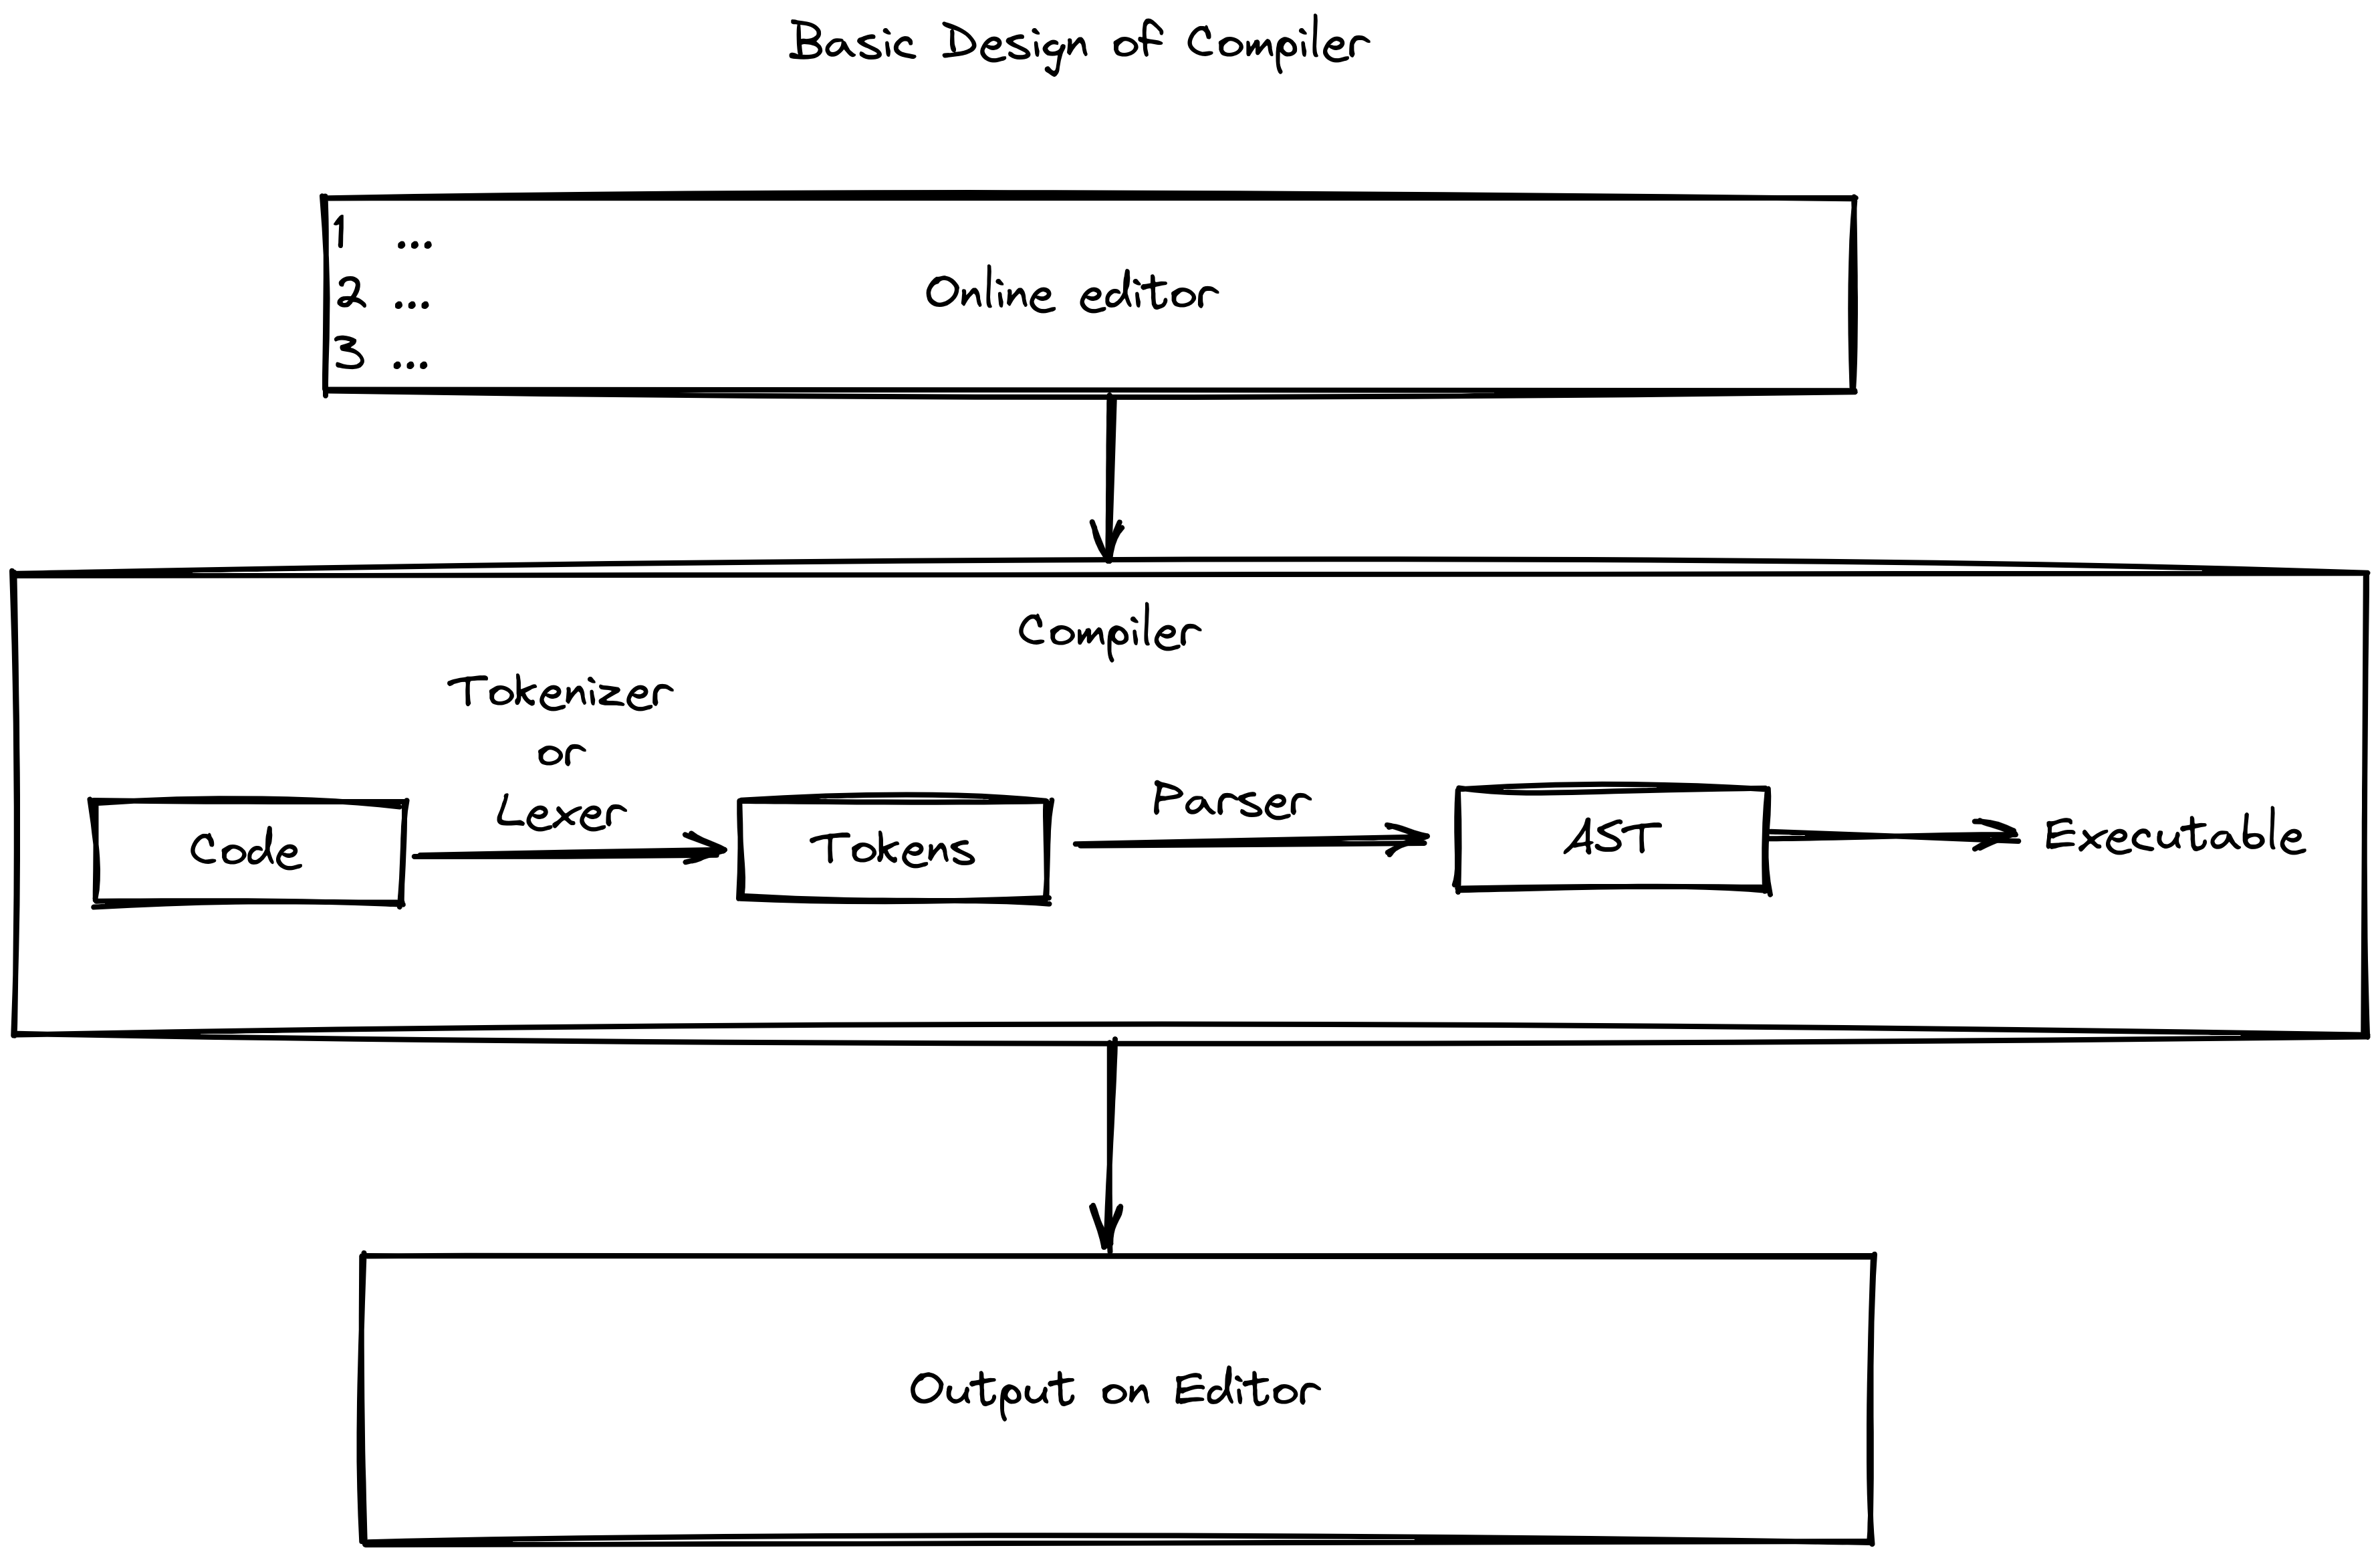 Basic Design of Compiler
1 ...
2 ...
3 ...
Online editor
Compiler
Tokenizer
or
Lexer
Code
Tokens
Parser
AST
Executable
Output on Editor